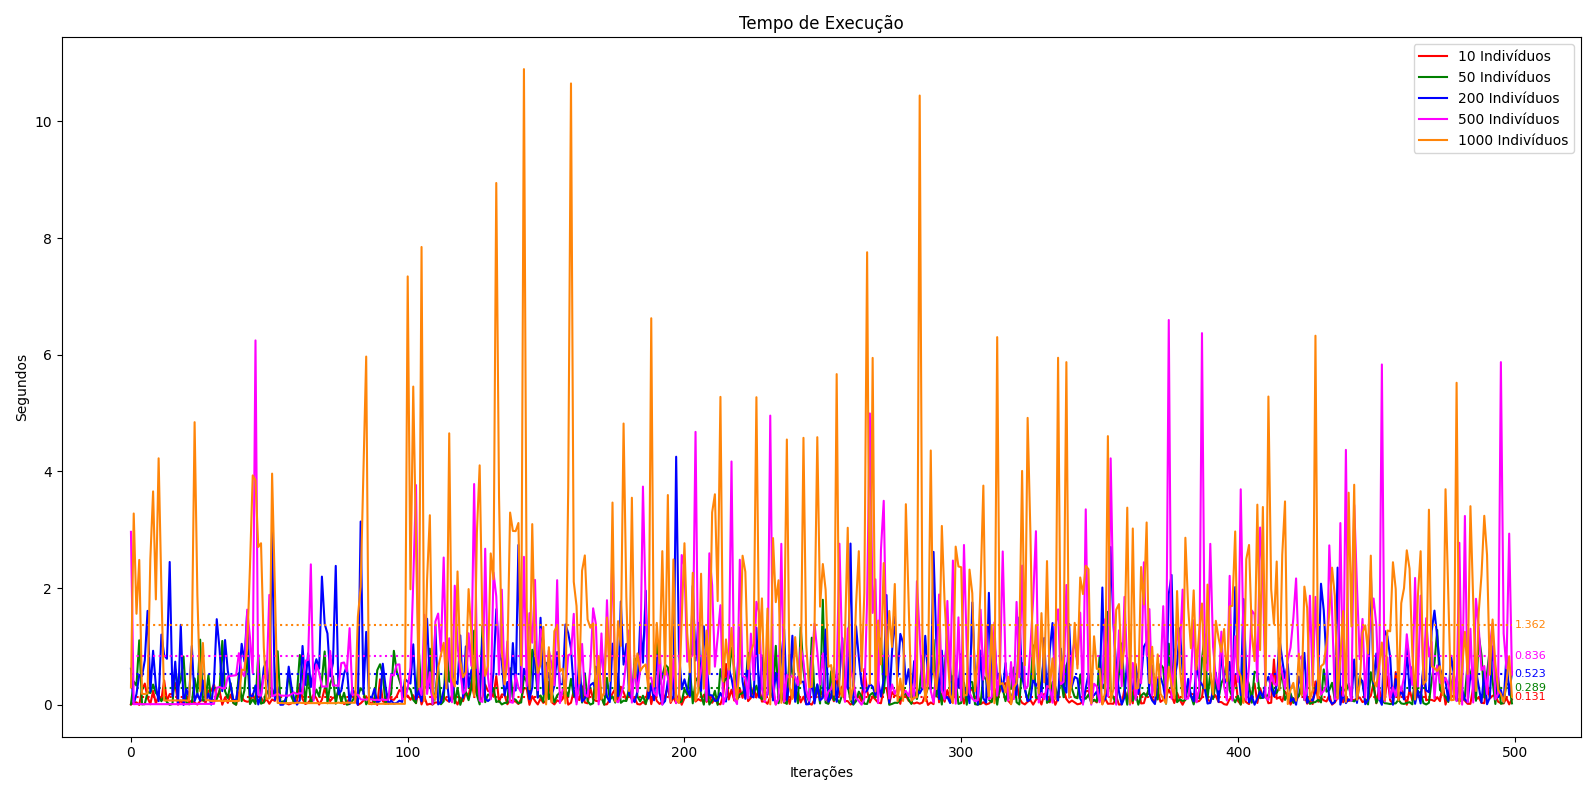 Tempo de Execução
10 Indivíduos
50 Indivíduos
200 Indivíduos
500 Indivíduos
1000 Indivíduos
Segundos
10
8
6
4
2
0
1.362
0.836
0.523
0.289
0.131
0 100 200 300 400 500
Iterações